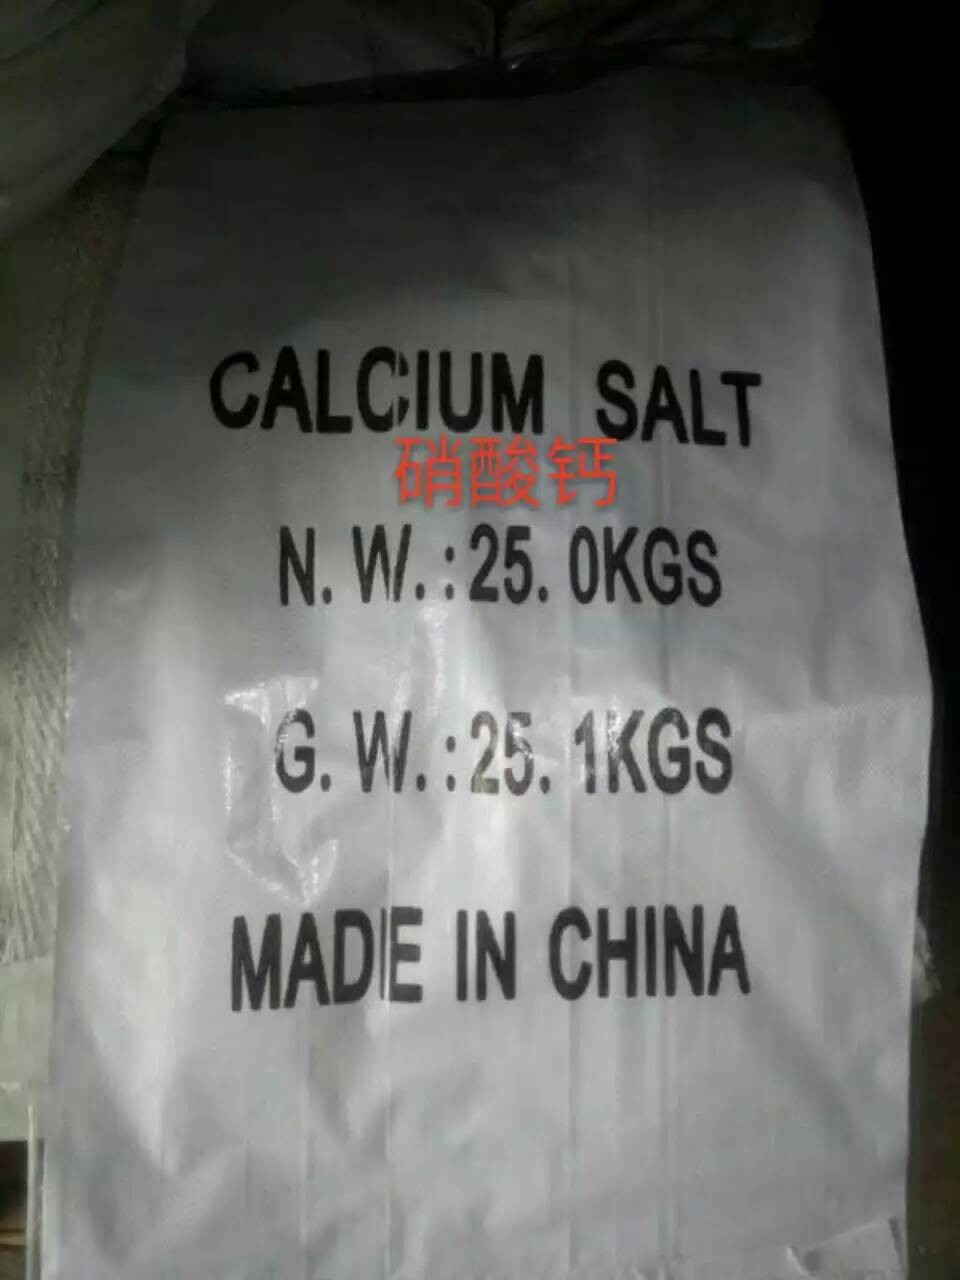 CALCIUM SALT
硝酸钙
N.W.:25.0KGS
G.W.:25.1KGS
MADE IN CHINA